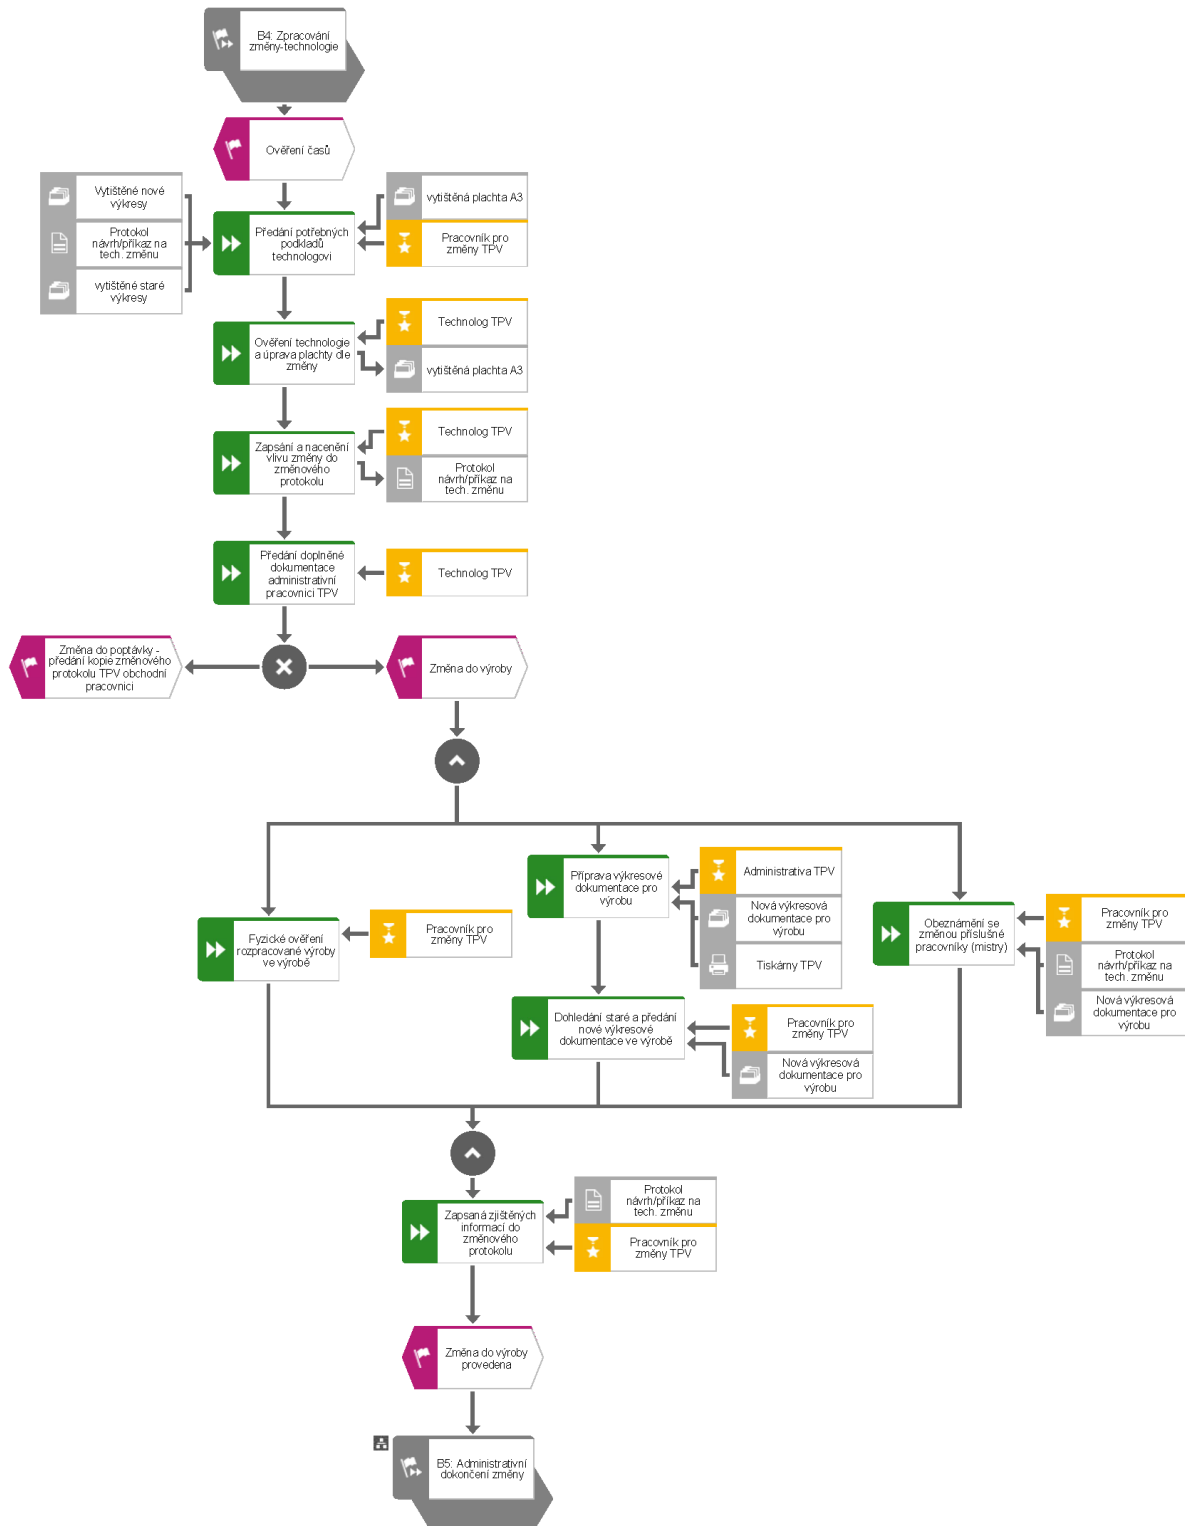 B4: Zpracování
změny-technologie
Ověření časů
Vytištěné nové
výkresy
Protokol
návrh/příkaz na
tech. změnu
vytištěné staré
výkresy
Předání potřebných
podkladů
technologovi
vytištěná plachta A3
Pracovník pro
změny TPV
Ověření technologie
a úprava plachty dle
změny
Technolog TPV
vytištěná plachta A3
Zapsání a nacenění
vlivu změny do
změnového
protokolu
Technolog TPV
Protokol
návrh/příkaz na
tech. změnu
Předání doplněné
dokumentace
administrativní
pracovnici TPV
Technolog TPV
Změna do poptávky -
předání kopie změnového
protokolu TPV obchodní
pracovnici
Změna do výroby
Fyzické ověření
rozpracované výroby
ve výrobě
Pracovník pro
změny TPV
Příprava výkresové
dokumentace pro
výrobu
Administrativa TPV
Nová výkresová
dokumentace pro
výrobu
Tiskárny TPV
Obeznámění se
změnou příslušné
pracovníky (mistry)
Pracovník pro
změny TPV
Protokol
návrh/příkaz na
tech. změnu
Nová výkresová
dokumentace pro
výrobu
Dohledání staré a předání
nové výkresové
dokumentace ve výrobě
Pracovník pro
změny TPV
Nová výkresová
dokumentace pro
výrobu
Zapsaná zjištěných
informací do
změnového
protokolu
Protokol
návrh/příkaz na
tech. změnu
Pracovník pro
změny TPV
Změna do výroby
provedena
B5: Administrativní
dokončení změny